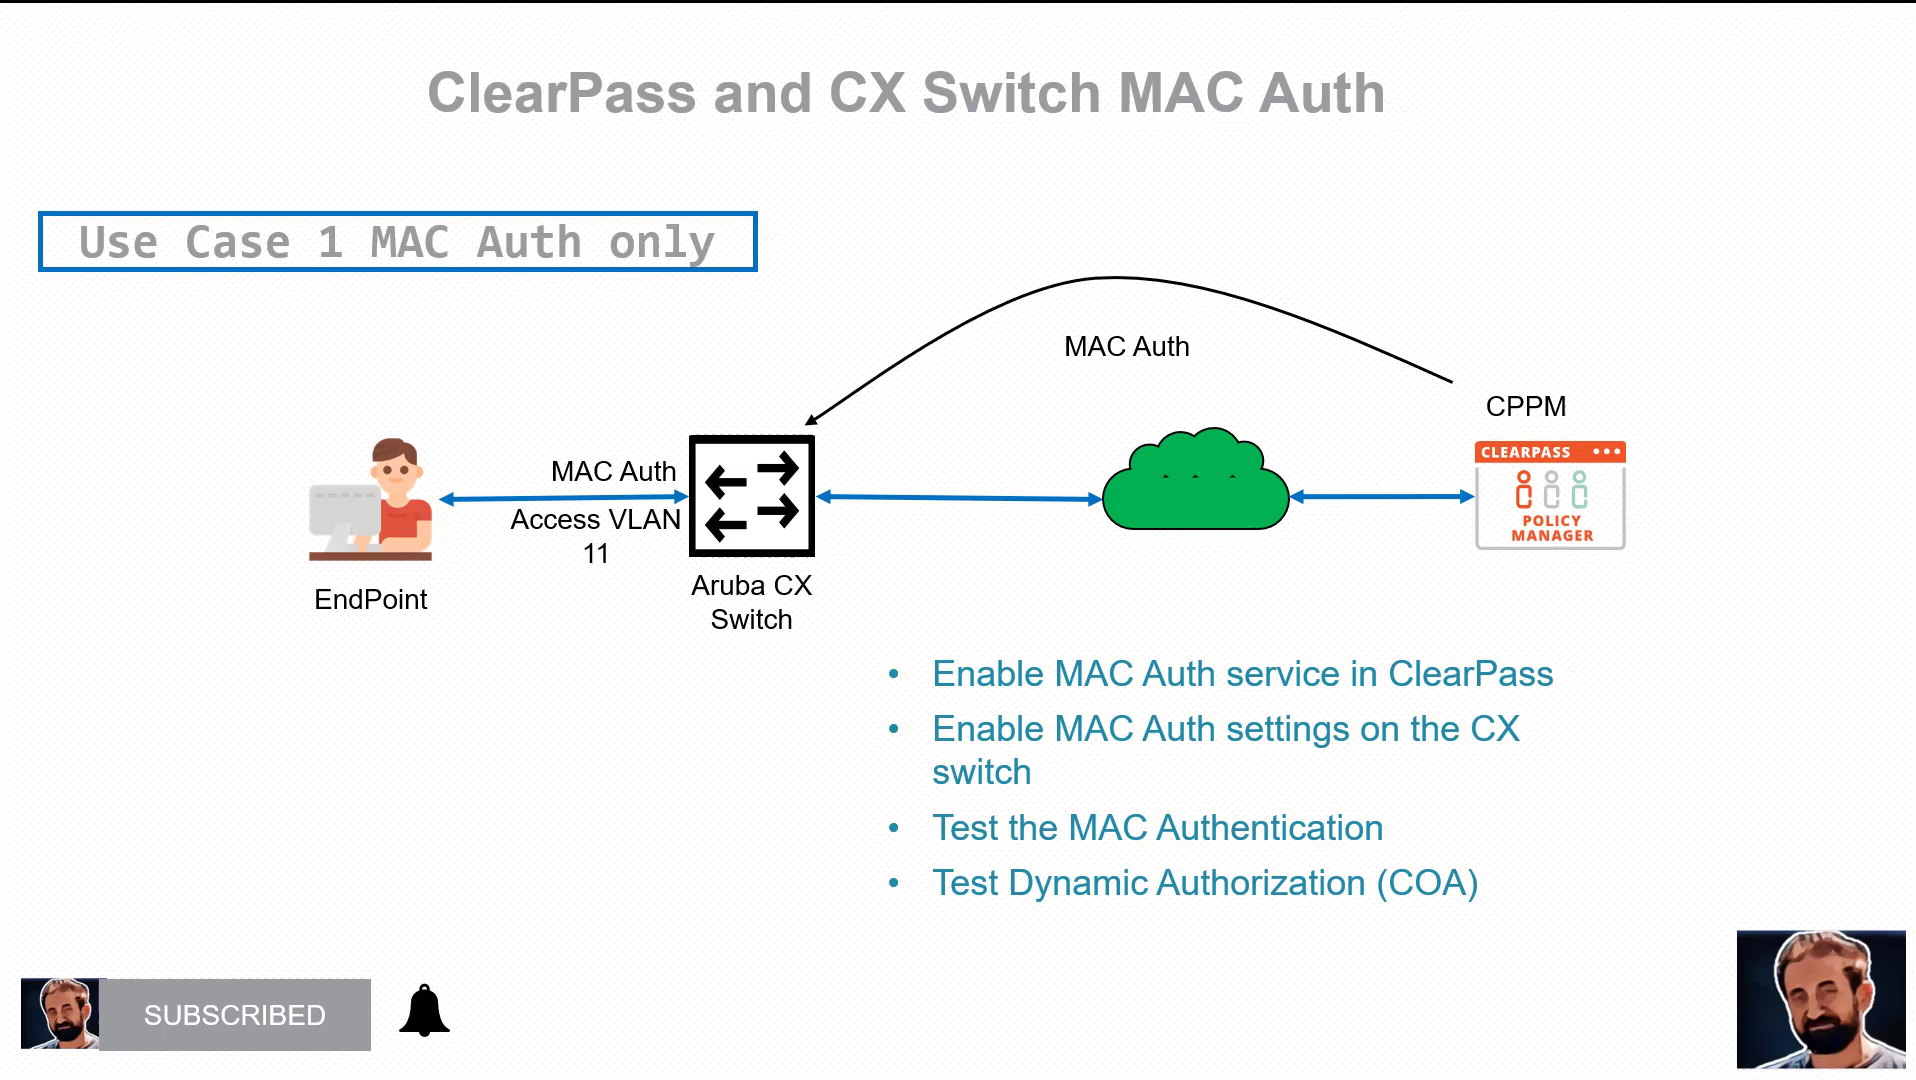 ClearPass and CX Switch MAC Auth
Use Case 1 MAC Auth only
MAC Auth
CPPM
CLEARPASS
POLICY
MANAGER
MAC Auth
Access VLAN
11
EndPoint
Aruba CX
Switch
• Enable MAC Auth service in ClearPass
• Enable MAC Auth settings on the CX
switch
• Test the MAC Authentication
• Test Dynamic Authorization (COA)
SUBSCRIBED